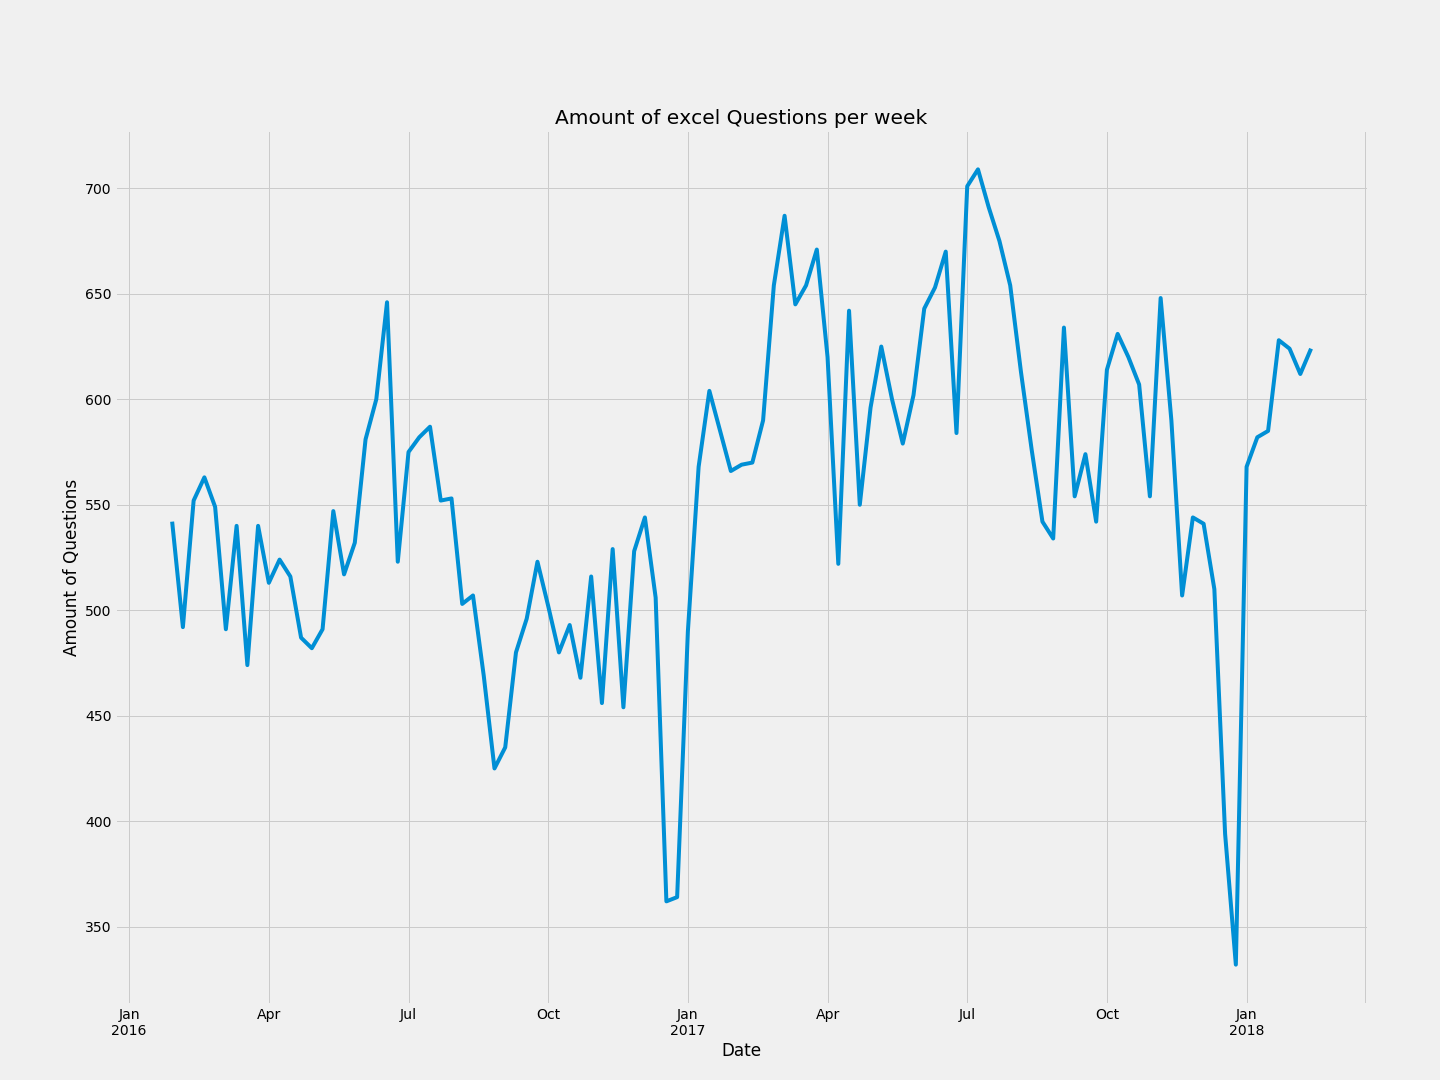 Amount of excel Questions per week
Amount of Questions
700
650
600
550
500
450
400
350
Jan
2016
Apr
Jul
Oct
Jan
2017
Apr
Jul
Oct
Jan
2018
Date